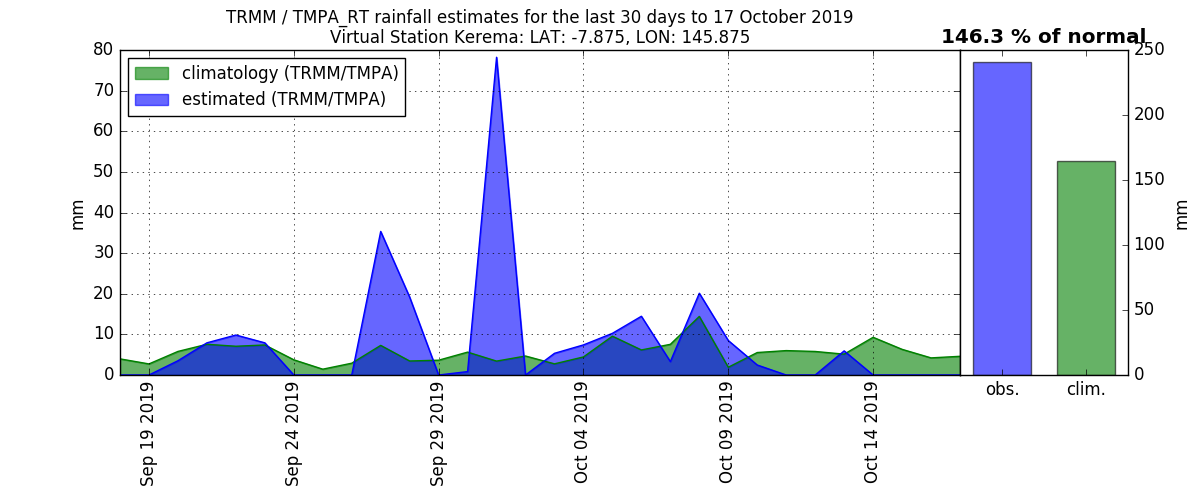 TRMM / TMPA_RT rainfall estimates for the last 30 days to 17 October 2019
Virtual Station Kerema: LAT: -7.875, LON: 145.875
146.3 % of normal
climatology (TRMM/TMPA)
estimated (TRMM/TMPA)
80
70
60
50
40
30
20
10
0
mm
Sep 19 2019
Sep 24 2019
Sep 29 2019
Oct 04 2019
Oct 09 2019
Oct 14 2019
250
200
150
100
50
0
mm
obs.
clim.